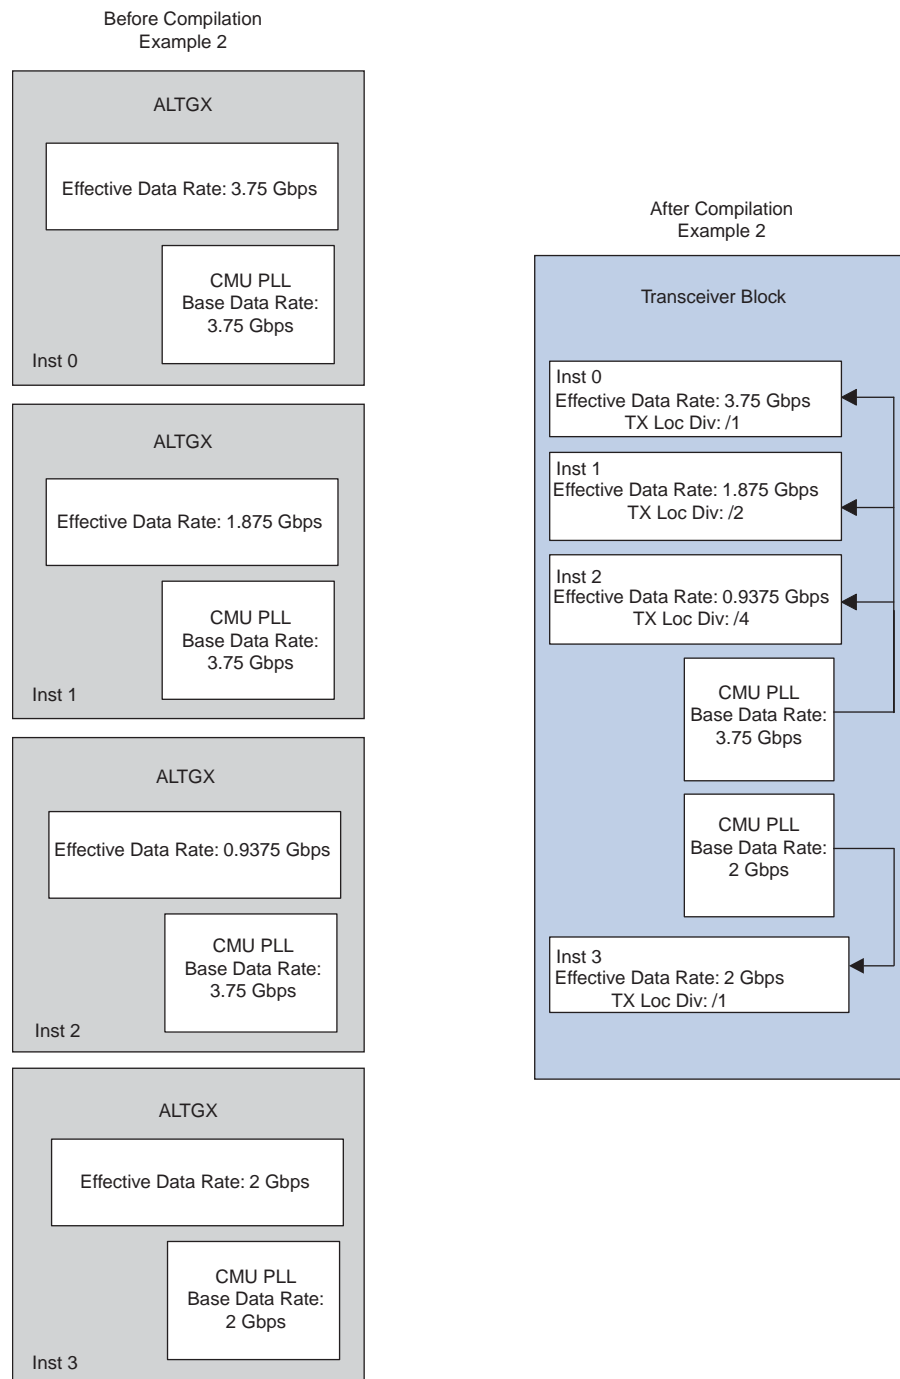 Before Compilation
Example 2
ALTGX
Effective Data Rate: 3.75 Gbps
CMU PLL
Base Data Rate:
3.75 Gbps
Inst 0
ALTGX
Effective Data Rate: 1.875 Gbps
CMU PLL
Base Data Rate:
3.75 Gbps
Inst 1
ALTGX
Effective Data Rate: 0.9375 Gbps
CMU PLL
Base Data Rate:
3.75 Gbps
Inst 2
ALTGX
Effective Data Rate: 2 Gbps
CMU PLL
Base Data Rate:
2 Gbps
Inst 3
After Compilation
Example 2
Transceiver Block
Inst 0
Effective Data Rate: 3.75 Gbps
TX Loc Div: /1
Inst 1
Effective Data Rate: 1.875 Gbps
TX Loc Div: /2
Inst 2
Effective Data Rate: 0.9375 Gbps
TX Loc Div: /4
CMU PLL
Base Data Rate:
3.75 Gbps
CMU PLL
Base Data Rate:
2 Gbps
Inst 3
Effective Data Rate: 2 Gbps
TX Loc Div: /1